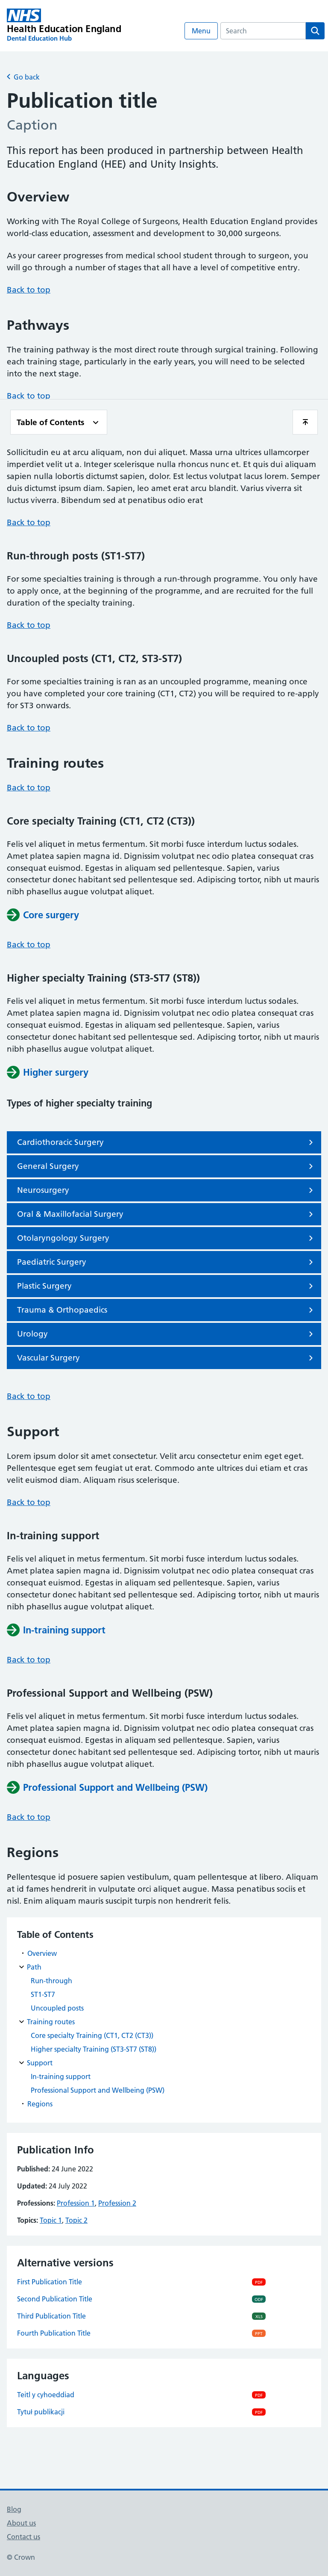 NHS
Health Education England
Dental Education Hub
Menu
Search
Go back
Publication title
Caption
This report has been produced in partnership between Health
Education England (HEE) and Unity Insights.
Overview
Working with The Royal College of Surgeons, Health Education England provides
world-class education, assessment and development to 30,000 surgeons.
As your career progresses from medical school student through to surgeon, you
will go through a number of stages that all have a level of competitive entry.
Back to top
Pathways
The training pathway is the most direct route through surgical training. Following
each training stage, particularly in the early years, you will need to be selected
into the next stage.
Back to top
Table of Contents
Sollicitudin eu at arcu aliquam, non dui aliquet. Massa urna ultrices ullamcorper
imperdiet velit ut a. Integer scelerisque nulla rhoncus nunc et. Et quis dui aliquam
sapien nulla lobortis dictumst sapien, dolor. Est lectus volutpat lacus lorem. Semper
duis dictumst diam aliquam. Sapien, leo amet erat arcu blandit. Varius viverra sit
luctus viverra. Bibendum sed at penatibus odio erat
Back to top
Run-through posts (ST1-ST7)
For some specialties training is through a run-through programme. You only have
to apply once, at the beginning of the programme, and are recruited for the full
duration of the specialty training.
Back to top
Uncoupled posts (CT1, CT2, ST3-ST7)
For some specialties training is ran as an uncoupled programme, meaning once
you have completed your core training (CT1, CT2) you will be required to re-apply
for ST3 onwards.
Back to top
Training routes
Back to top
Core specialty Training (CT1, CT2 (CT3))
Felis vel aliquet in metus fermentum. Sit morbi fusce interdum luctus sodales.
Amet platea sapien magna id. Dignissim volutpat nec odio platea consequat cras
consequat euismod. Egestas in aliquam sed pellentesque. Sapien, varius
consectetur donec habitant sed pellentesque sed. Adipiscing tortor, nibh ut mauris
nibh phasellus augue volutpat aliquet.
Core surgery
Back to top
Higher specialty Training (ST3-ST7 (ST8))
Felis vel aliquet in metus fermentum. Sit morbi fusce interdum luctus sodales.
Amet platea sapien magna id. Dignissim volutpat nec odio platea consequat cras
consequat euismod. Egestas in aliquam sed pellentesque. Sapien, varius
consectetur donec habitant sed pellentesque sed. Adipiscing tortor, nibh ut mauris
nibh phasellus augue volutpat aliquet.
Higher surgery
Types of higher specialty training
Cardiothoracic Surgery
General Surgery
Neurosurgery
Oral & Maxillofacial Surgery
Otolaryngology Surgery
Paediatric Surgery
Plastic Surgery
Trauma & Orthopaedics
Urology
Vascular Surgery
Back to top
Support
Lorem ipsum dolor sit amet consectetur. Velit arcu consectetur enim eget eget.
Pellentesque eget sem feugiat ut erat. Commodo ante ultrices dui etiam et cras
velit euismod diam. Aliquam risus scelerisque.
Back to top
In-training support
Felis vel aliquet in metus fermentum. Sit morbi fusce interdum luctus sodales.
Amet platea sapien magna id. Dignissim volutpat nec odio platea consequat cras
consequat euismod. Egestas in aliquam sed pellentesque. Sapien, varius
consectetur donec habitant sed pellentesque sed. Adipiscing tortor, nibh ut mauris
nibh phasellus augue volutpat aliquet.
In-training support
Back to top
Professional Support and Wellbeing (PSW)
Felis vel aliquet in metus fermentum. Sit morbi fusce interdum luctus sodales.
Amet platea sapien magna id. Dignissim volutpat nec odio platea consequat cras
consequat euismod. Egestas in aliquam sed pellentesque. Sapien, varius
consectetur donec habitant sed pellentesque sed. Adipiscing tortor, nibh ut mauris
nibh phasellus augue volutpat aliquet.
Professional Support and Wellbeing (PSW)
Back to top
Regions
Pellentesque id posuere sapien vestibulum, quam pellentesque at libero. Aliquam
at id fames hendrerit in vulputate orci aliquet augue. Massa penatibus sociis et
nisl. Enim aliquam mauris suscipit turpis non hendrerit felis.
Table of Contents
Overview
Path
Run-through
ST1-ST7
Uncoupled posts
Training routes
Core specialty Training (CT1, CT2 (CT3))
Higher specialty Training (ST3-ST7 (ST8))
Support
In-training support
Professional Support and Wellbeing (PSW)
Regions
Publication Info
Published: 24 June 2022
Updated: 24 July 2022
Professions: Profession 1, Profession 2
Topics: Topic 1, Topic 2
Alternative versions
First Publication Title PDF
Second Publication Title ODF
Third Publication Title XLS
Fourth Publication Title PPT
Languages
Teitl y cyhoeddiad PDF
Tytuł publikacji PDF
Blog
About us
Contact us
© Crown